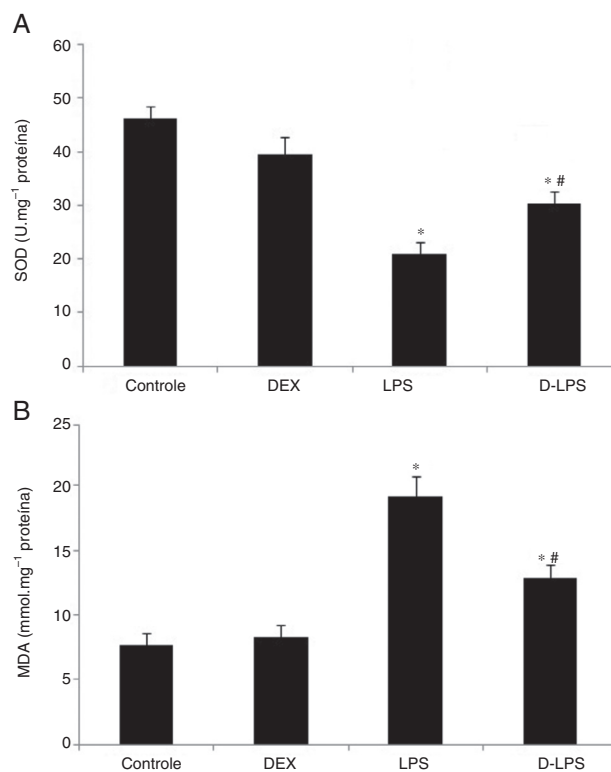 A
60
50
40
30
20
10
0
SOD (U.mg⁻¹ proteína)
*
* #
Controle DEX LPS D-LPS
B
25
20
15
10
5
0
MDA (mmol.mg⁻¹ proteína)
*
* #
Controle DEX LPS D-LPS